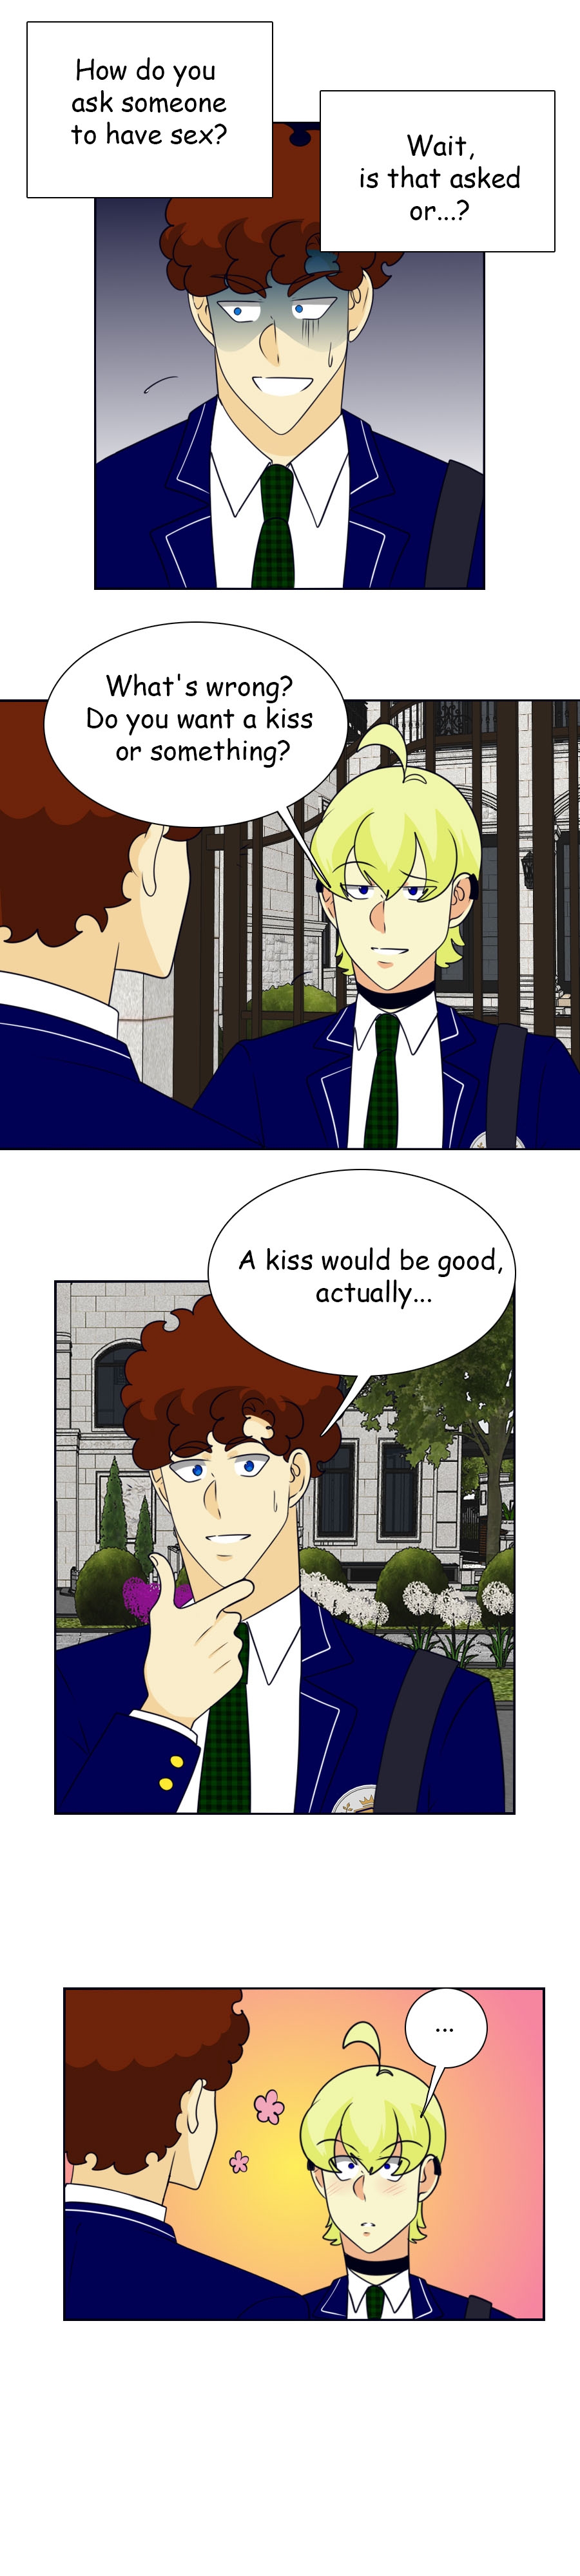 How do you
ask someone
to have sex?
Wait,
is that asked
or...?
What's wrong?
Do you want a kiss
or something?
A kiss would be good,
actually...
...